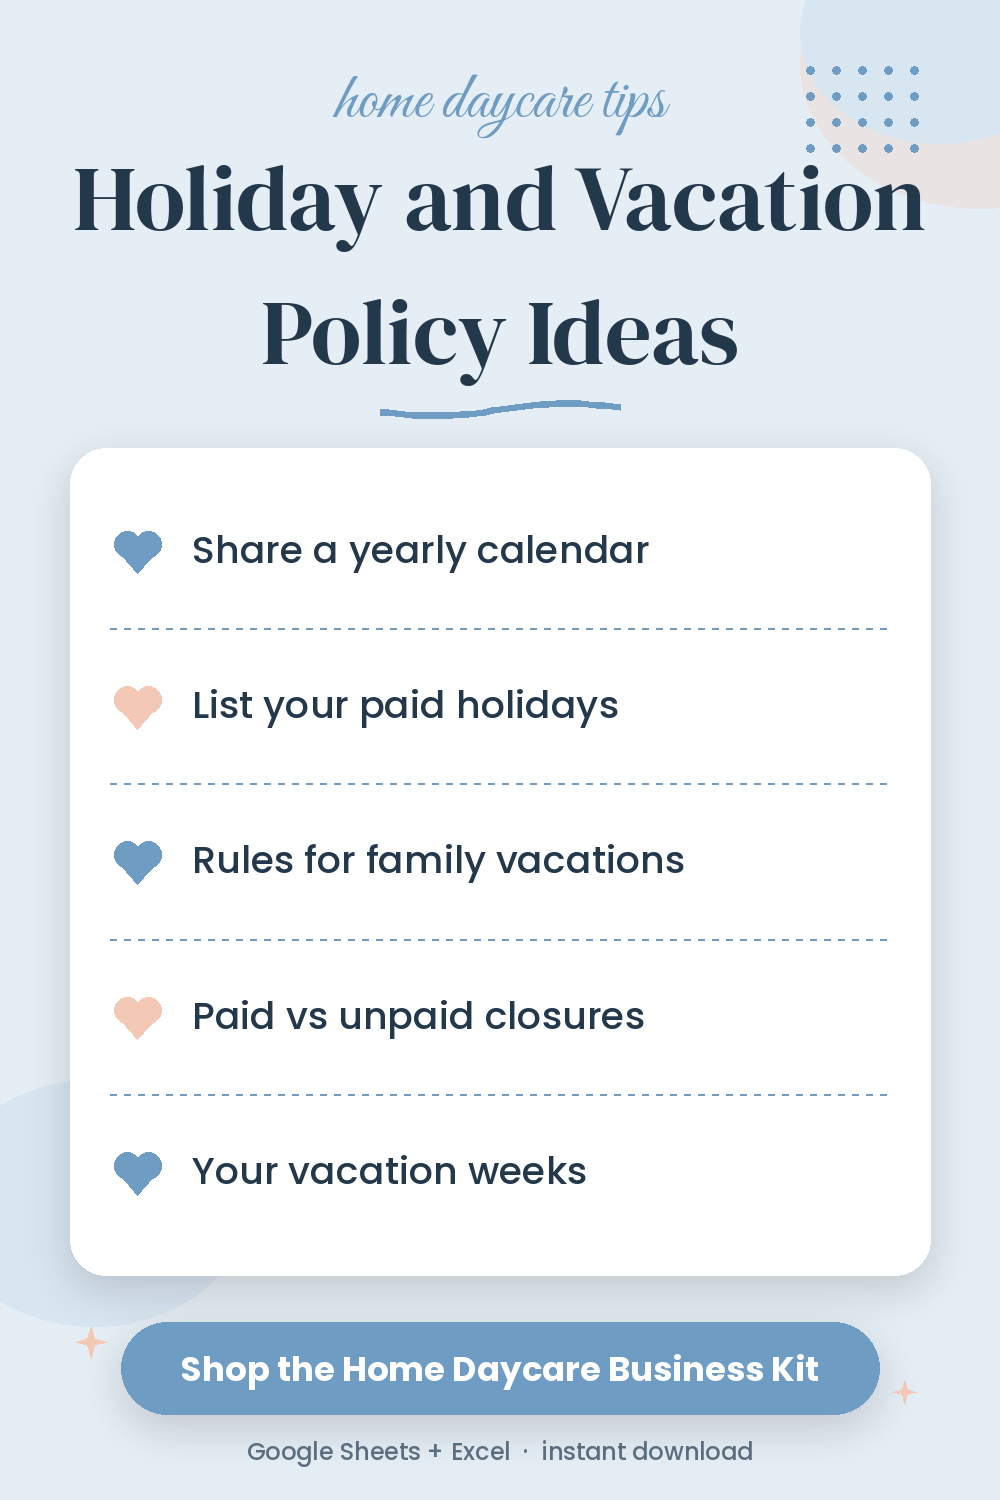 home daycare tips
Holiday and Vacation
Policy Ideas
Share a yearly calendar
List your paid holidays
Rules for family vacations
Paid vs unpaid closures
Your vacation weeks
Shop the Home Daycare Business Kit
Google Sheets + Excel · instant download